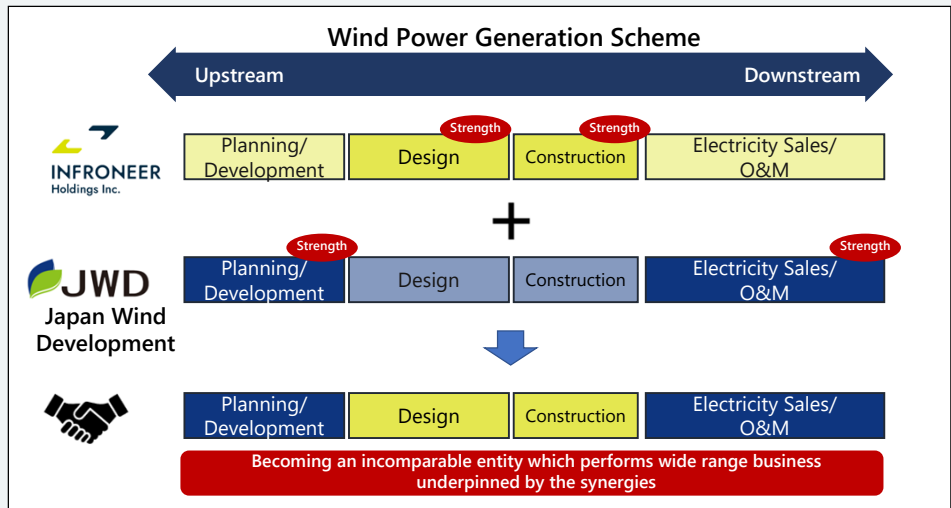 Wind Power Generation Scheme
Upstream
Downstream
INFRONEER
Holdings Inc.
Planning/
Development
Strength
Design
Strength
Construction
Electricity Sales/
O&M
+
JWD
Japan Wind
Development
Strength
Planning/
Development
Design
Construction
Strength
Electricity Sales/
O&M
Planning/
Development
Design
Construction
Electricity Sales/
O&M
Becoming an incomparable entity which performs wide range business
underpinned by the synergies